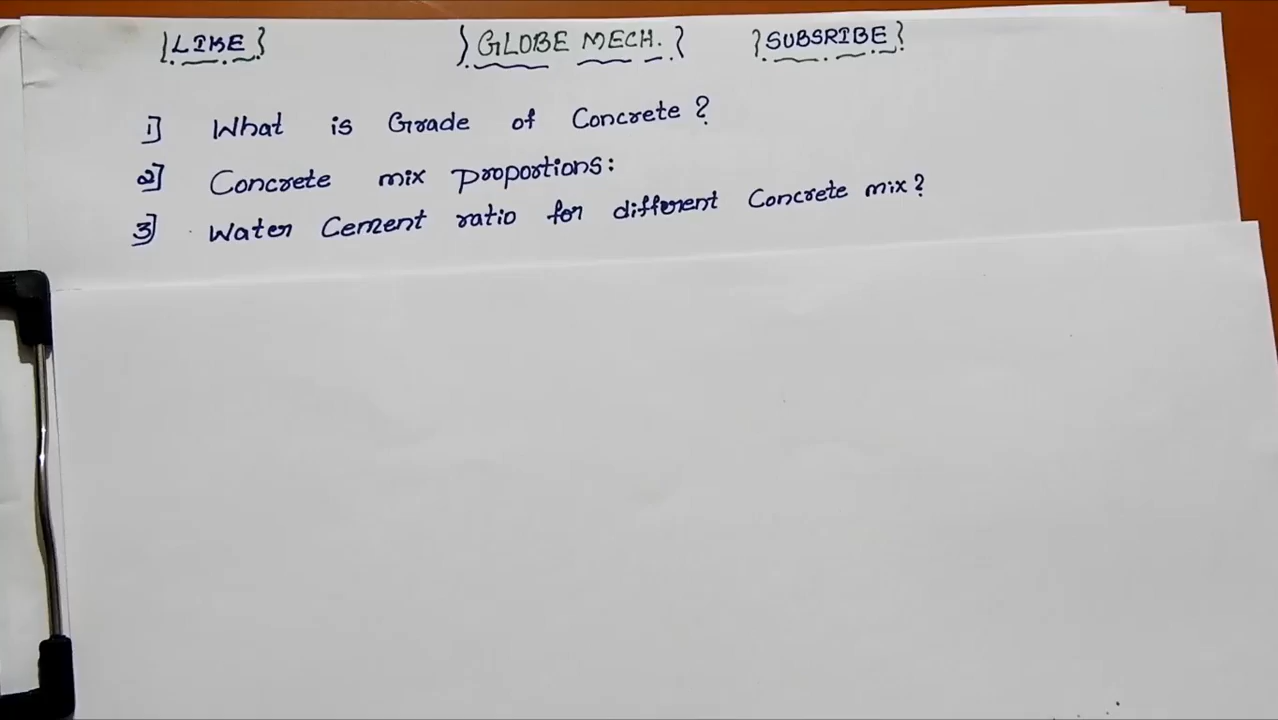 LIKE GLOBE MECH. SUBSRIBE
1] What is Grade of Concrete?
2] Concrete mix proportions:
3] Water Cement ratio for different Concrete mix?